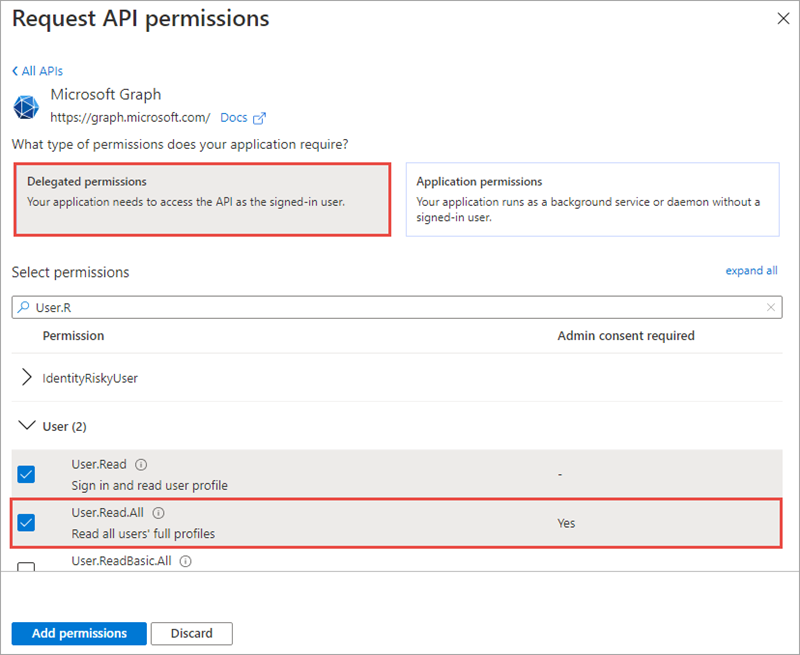 Request API permissions
All APIs
Microsoft Graph
https://graph.microsoft.com/ Docs
What type of permissions does your application require?
Delegated permissions
Your application needs to access the API as the signed-in user.
Application permissions
Your application runs as a background service or daemon without a
signed-in user.
Select permissions
expand all
User.R
Permission
Admin consent required
IdentityRiskyUser
User (2)
User.Read
Sign in and read user profile
-
User.Read.All
Read all users' full profiles
Yes
User.ReadBasic.All
Add permissions
Discard